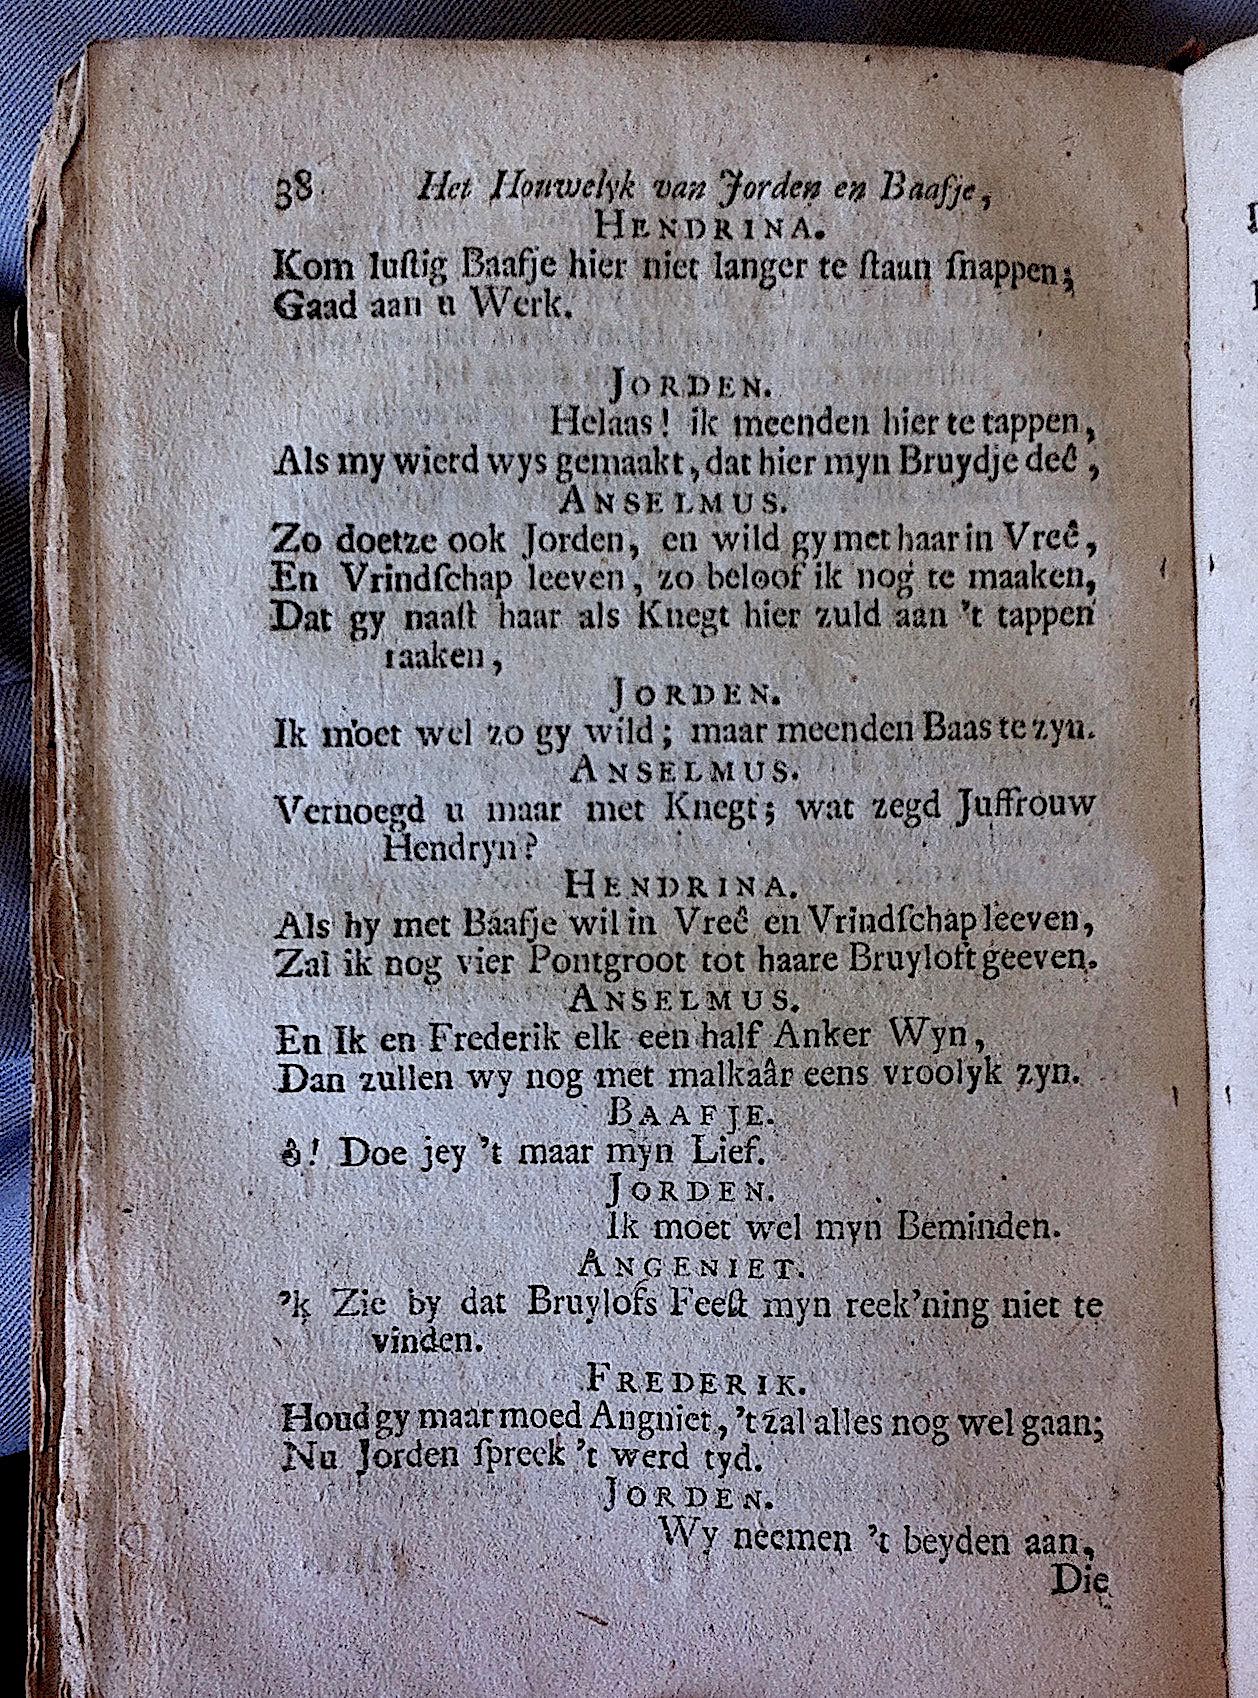 38 Het Houwelyk van Jorden en Baafje,
HENDRINA.
Kom luſtig Baafje hier niet langer te ſtaan ſnappen;
Gaad aan u Werk.
JORDEN.
Helaas! ik meenden hier te tappen,
Als my wierd wys gemaakt, dat hier myn Bruydje deê,
ANSELMUS.
Zo doetze ook Jorden, en wild gy met haar in Vreê,
En Vrindſchap leeven, zo beloof ik nog te maaken,
Dat gy naaſt haar als Knegt hier zuld aan 't tappen
raaken,
JORDEN.
Ik moet wel zo gy wild; maar meenden Baas te zyn.
ANSELMUS.
Vernoegd u maar met Knegt; wat zegd Juffrouw
Hendryn?
HENDRINA.
Als hy met Baafje wil in Vreê en Vrindſchap leeven,
Zal ik nog vier Pontgroot tot haare Bruyloft geeven.
ANSELMUS.
En Ik en Frederik elk een half Anker Wyn,
Dan zullen wy nog met malkaâr eens vroolyk zyn.
BAAFJE.
ô! Doe jey 't maar myn Lief.
JORDEN.
Ik moet wel myn Beminden.
ANGENIET.
'k Zie by dat Bruylofs Feeſt myn reek'ning niet te
vinden.
FREDERIK.
Houd gy maar moed Angniet, 't zal alles nog wel gaan;
Nu Jorden ſpreek 't werd tyd.
JORDEN.
Wy neemen 't beyden aan,
Die